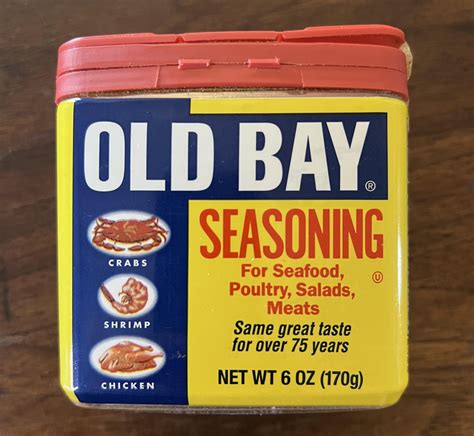 OLD BAY®
SEASONING
For Seafood,
Poultry, Salads,
Meats
U
Same great taste
for over 75 years
NET WT 6 OZ (170g)
CRABS
SHRIMP
CHICKEN